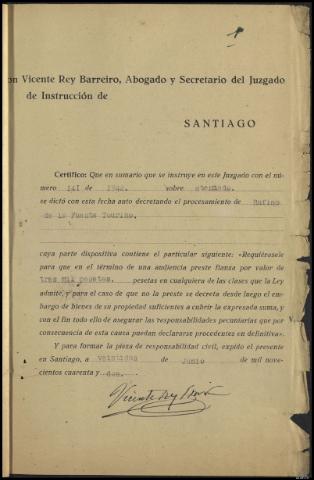 on Vicente Rey Barreiro, Abogado y Secretario del Juzgado
de Instrucción de
SANTIAGO
Certifico: Que en sumario que se instruye en este Juzgado con el nú-
mero 141 de 1942. sobre atentado.
se dictó con esta fecha auto decretando el procesamiento de Rufino
de la Fuente Touriño.
cuya parte dispositiva contiene el particular siguiente: «Requiérasele
para que en el término de una audiencia preste fianza por valor de
tres mil pesetas. pesetas en cualquiera de las clases que la Ley
admite, y para el caso de que no la preste se decreta desde luego el em-
bargo de bienes de su propiedad suficientes a cubrir la expresada suma, y
con el fin todo ello de asegurar las responsabilidades pecuniarias que por
consecuencia de esta causa puedan declararse procedentes en definitiva».
Y para formar la pieza de responsabilidad civil, expido el presente
en Santiago, a veintidos de Junio de mil nove-
cientos cuarenta y dos.
Vicente Rey